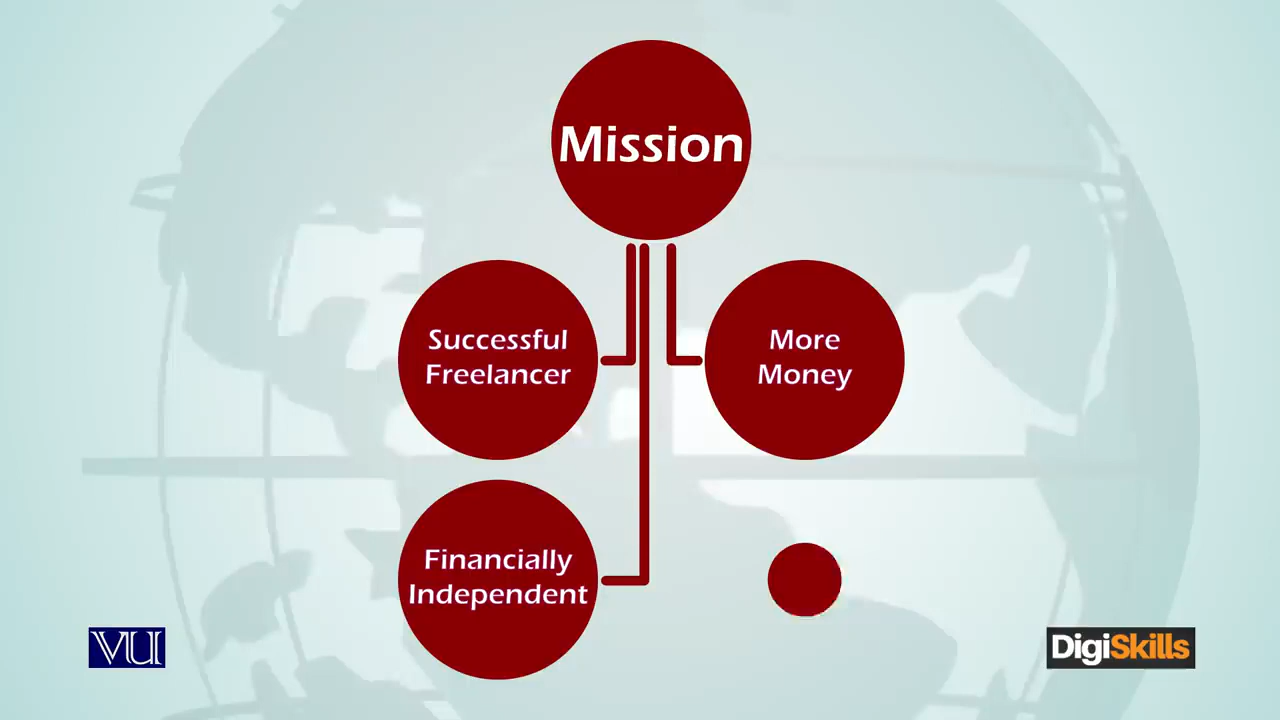 Mission
Successful
Freelancer
More
Money
Financially
Independent
VU
DigiSkills